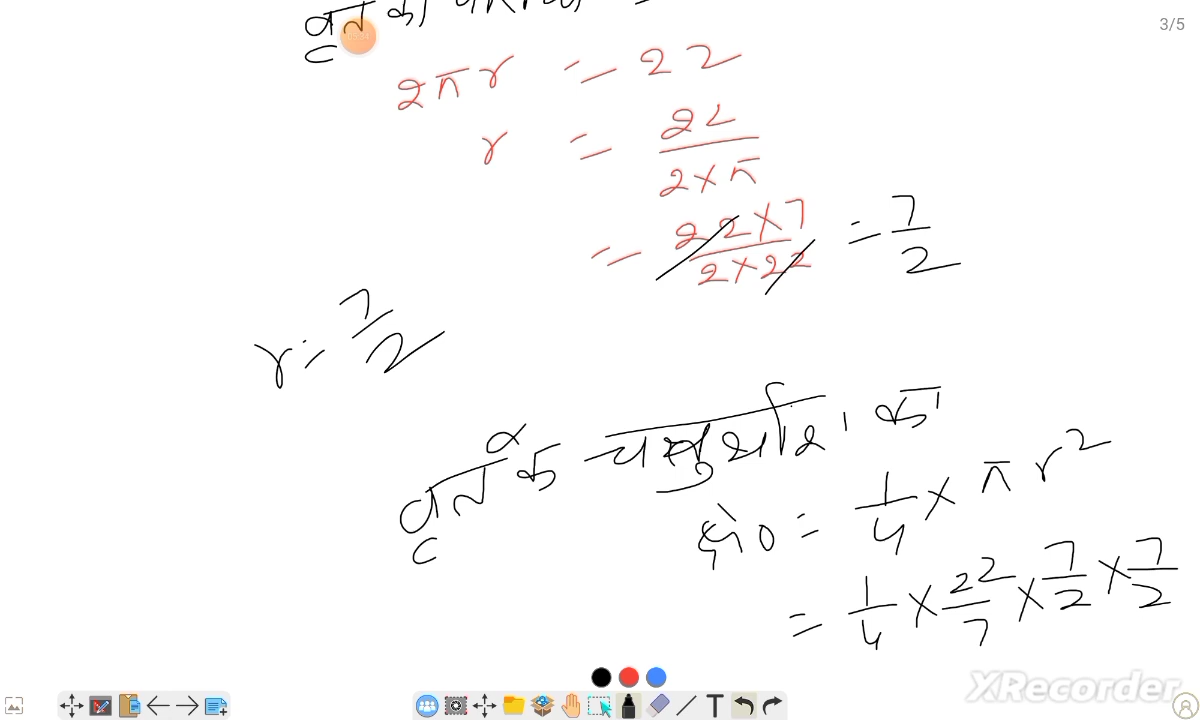 3/5
वृत्त का
2πr = 22
r = 22/2×π
= 22×7/2×22 = 7/2
r = 7/2
वृत्त के चतुर्थांश का
क्षे० = 1/4 × πr²
= 1/4 × 22/7 × 7/2 × 7/2
T
XRecorder